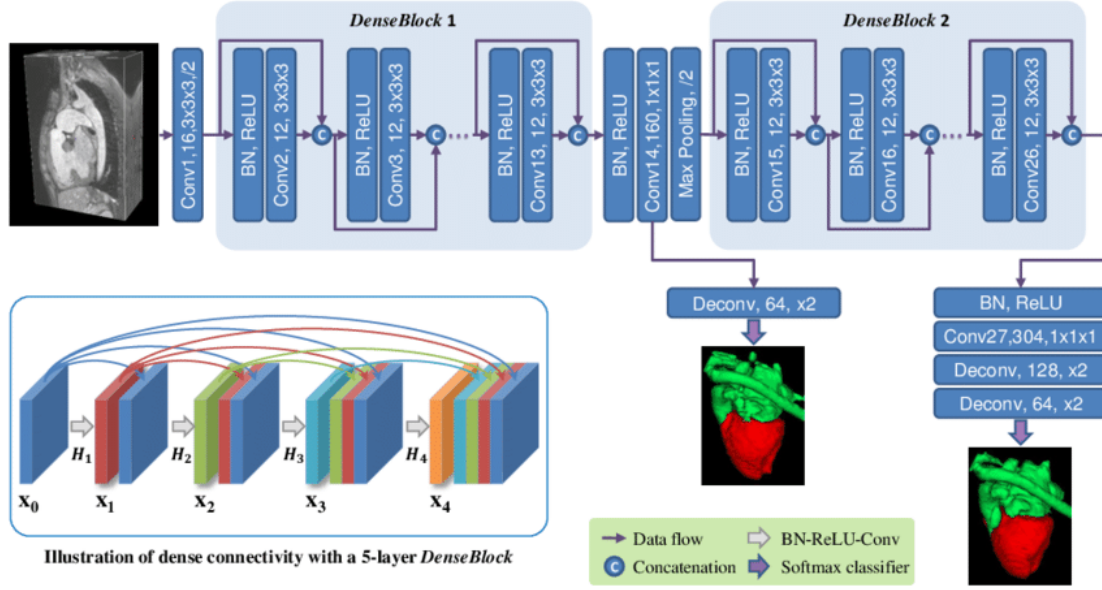 DenseBlock 1
DenseBlock 2
Conv1,16,3x3x3,/2
BN, ReLU
Conv2, 12, 3x3x3
C
BN, ReLU
Conv3, 12, 3x3x3
C
...
BN, ReLU
Conv13, 12, 3x3x3
C
BN, ReLU
Conv14,160,1x1x1
Max Pooling, /2
BN, ReLU
Conv15, 12, 3x3x3
C
BN, ReLU
Conv16, 12, 3x3x3
C
...
BN, ReLU
Conv26, 12, 3x3x3
C
Deconv, 64, x2
BN, ReLU
Conv27,304,1x1x1
Deconv, 128, x2
Deconv, 64, x2
H1
H2
H3
H4
x0
x1
x2
x3
x4
Illustration of dense connectivity with a 5-layer DenseBlock
Data flow
BN-ReLU-Conv
C Concatenation
Softmax classifier